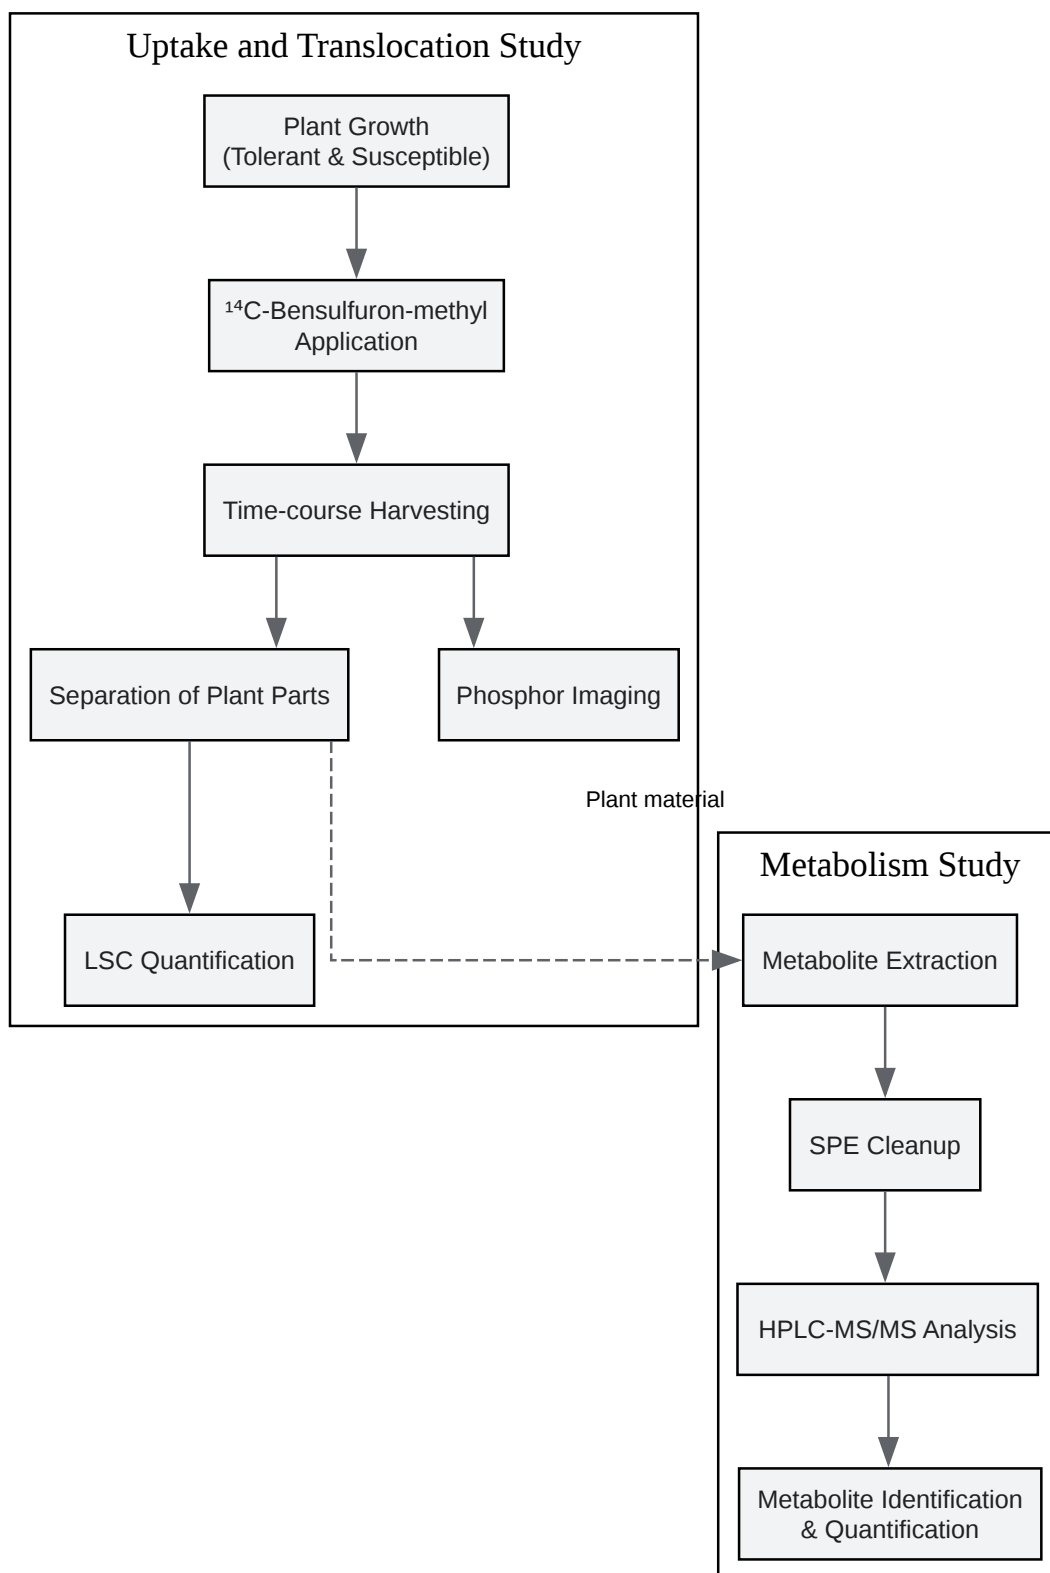 Uptake and Translocation Study
Plant Growth
(Tolerant & Susceptible)
¹⁴C-Bensulfuron-methyl
Application
Time-course Harvesting
Separation of Plant Parts
Phosphor Imaging
Plant material
Metabolism Study
LSC Quantification
Metabolite Extraction
SPE Cleanup
HPLC-MS/MS Analysis
Metabolite Identification
& Quantification